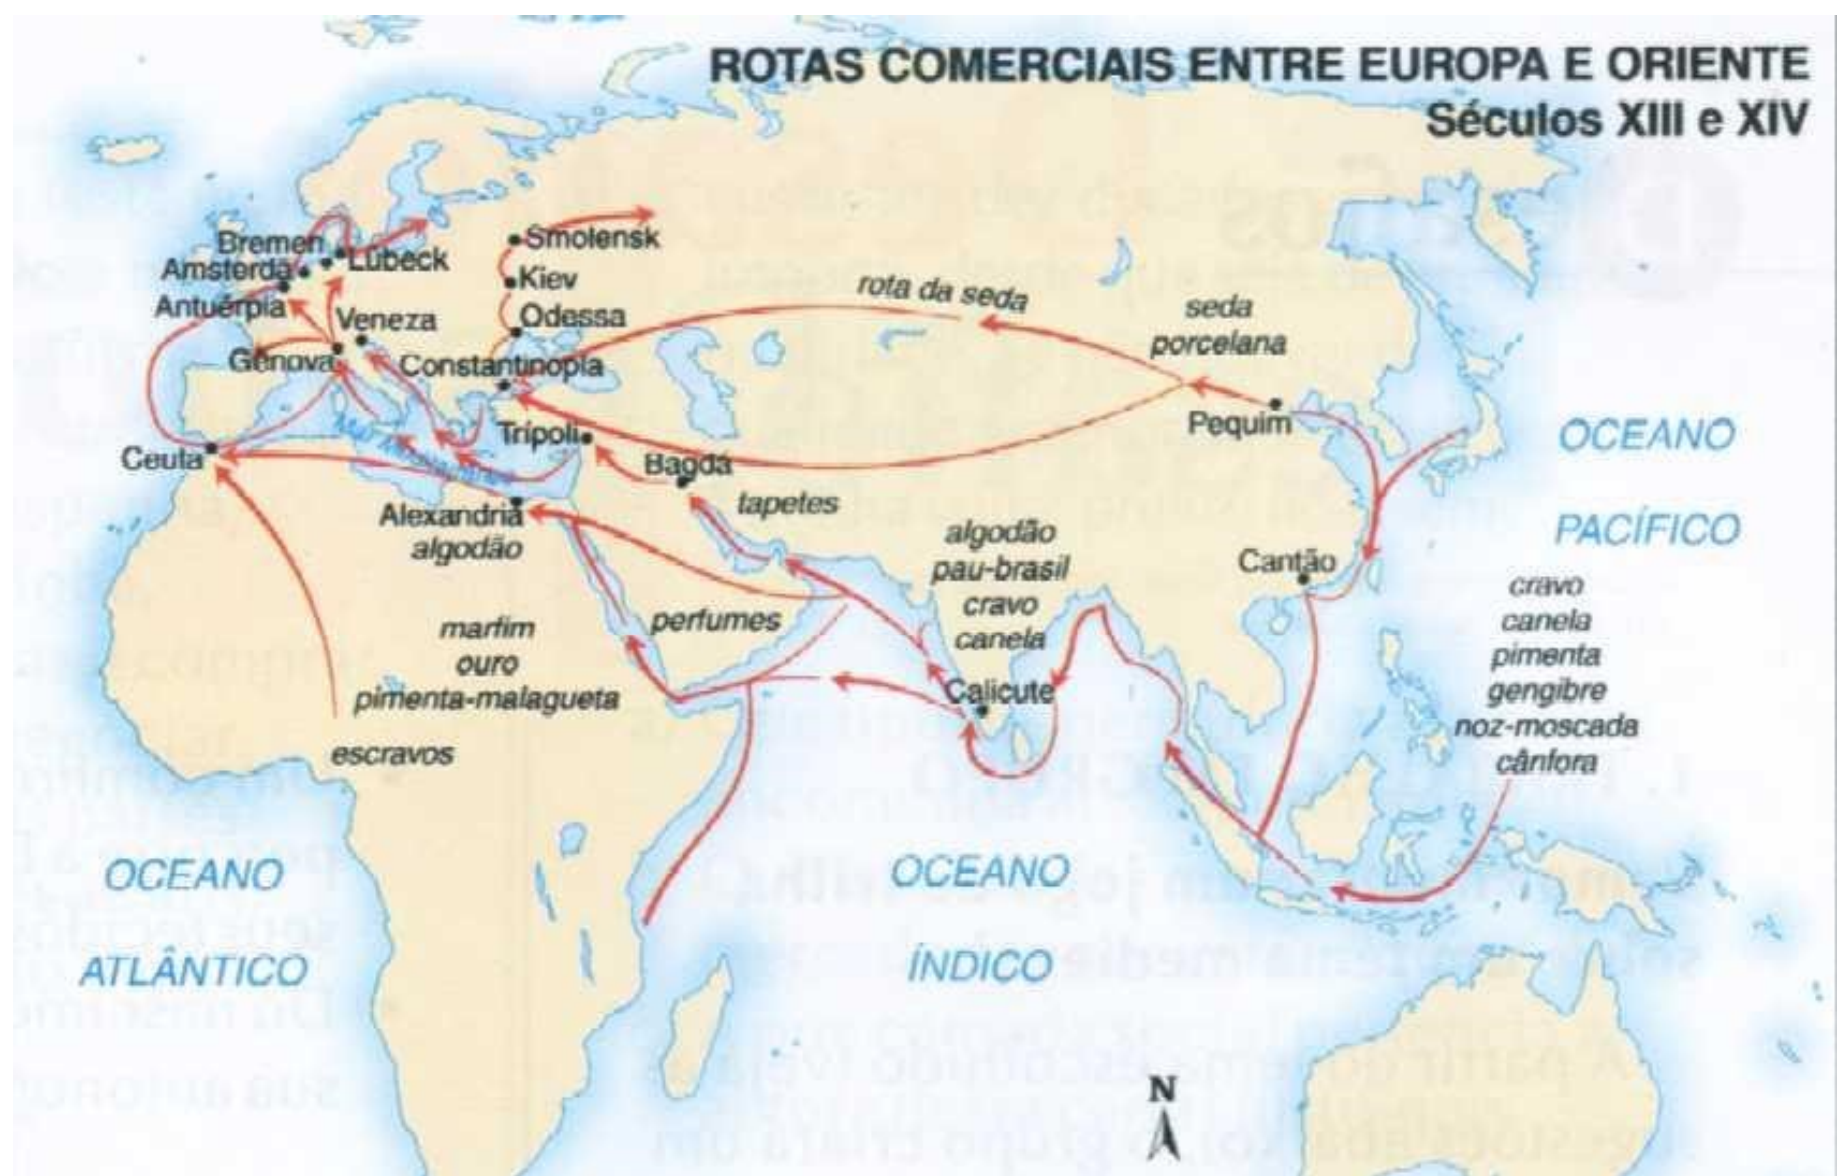 ROTAS COMERCIAIS ENTRE EUROPA E ORIENTE
Séculos XIII e XIV
Bremen
Lübeck
Amsterdã
Antuérpia
Smolensk
Kiev
Odessa
Veneza
Gênova
Constantinopla
rota da seda
seda
porcelana
Pequim
Ceuta
Trípoli
Bagdá
tapetes
Alexandria
algodão
OCEANO
PACÍFICO
Cantão
algodão
pau-brasil
cravo
canela
cravo
canela
pimenta
gengibre
noz-moscada
cânfora
perfumes
marfim
ouro
pimenta-malagueta
escravos
Calicute
OCEANO
ATLÂNTICO
OCEANO
ÍNDICO
N